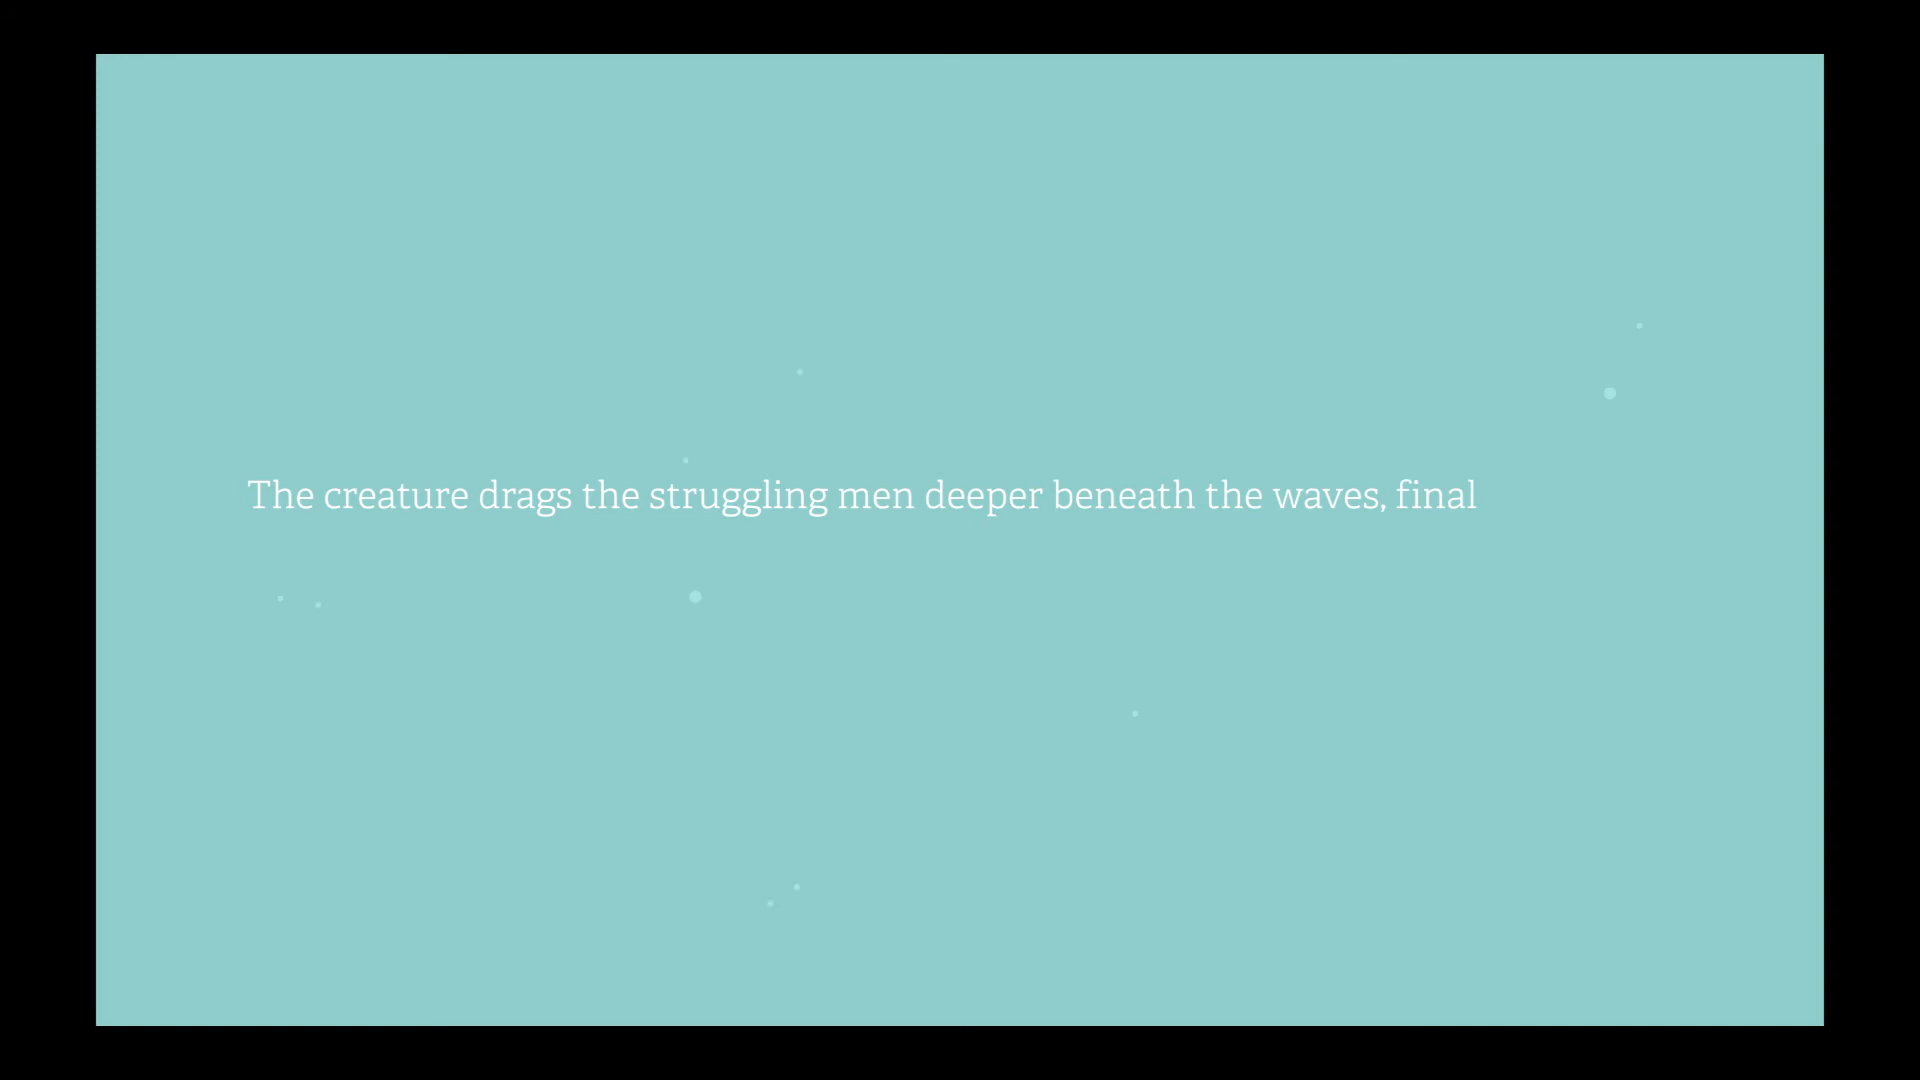 The creature drags the struggling men deeper beneath the waves, final